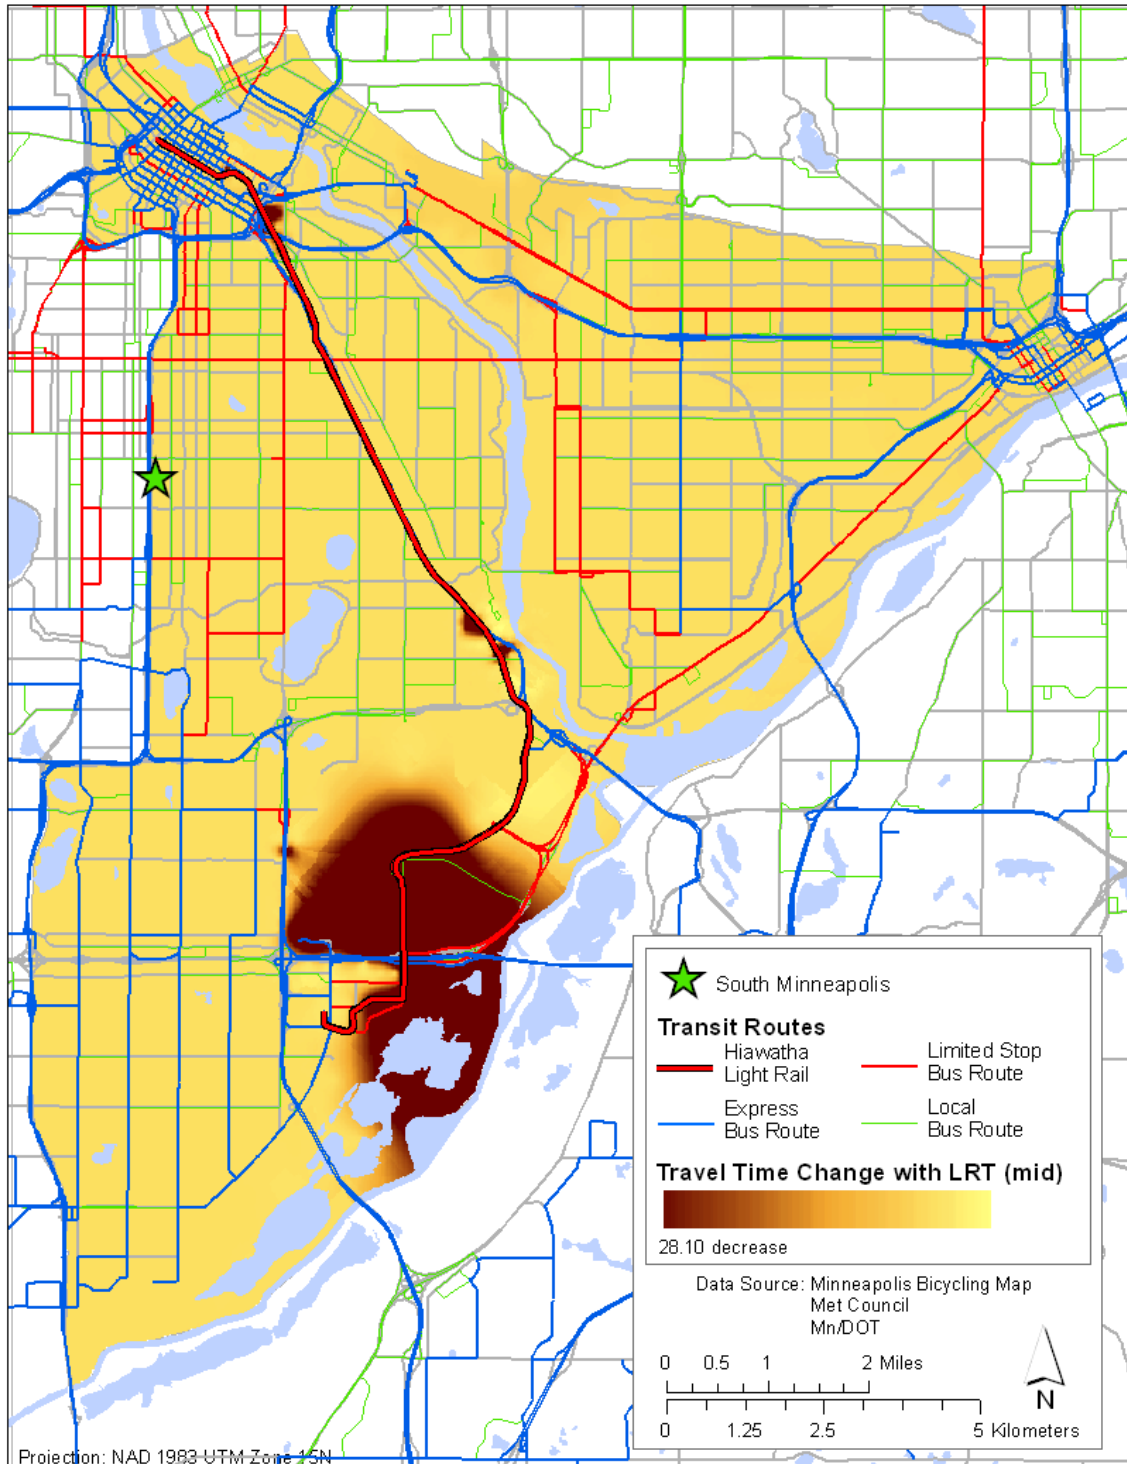 South Minneapolis
Transit Routes
Hiawatha
Light Rail
Limited Stop
Bus Route
Express
Bus Route
Local
Bus Route
Travel Time Change with LRT (mid)
28.10 decrease
Data Source: Minneapolis Bicycling Map
Met Council
Mn/DOT
0 0.5 1 2 Miles
0 1.25 2.5 5 Kilometers
N
Projection: NAD 1983 UTM Zone 15N